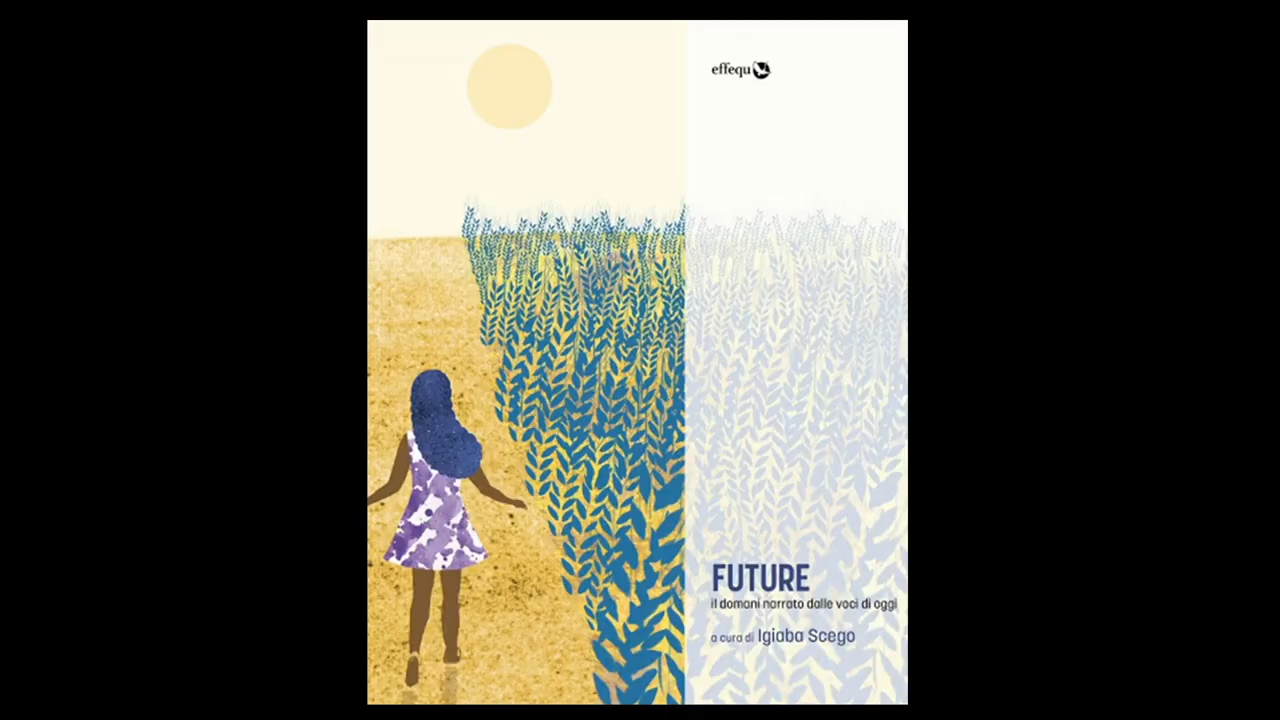 effequ
FUTURE
il domani narrato dalle voci di oggi
a cura di Igiaba Scego